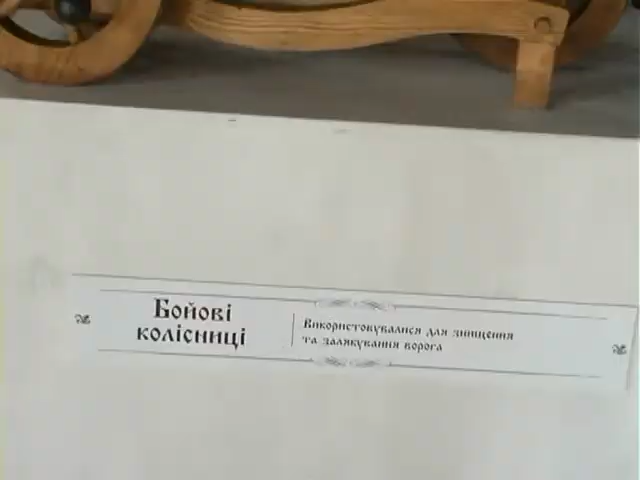 Бойові
колісниці
Використовувалися для знищення
та залякування ворога